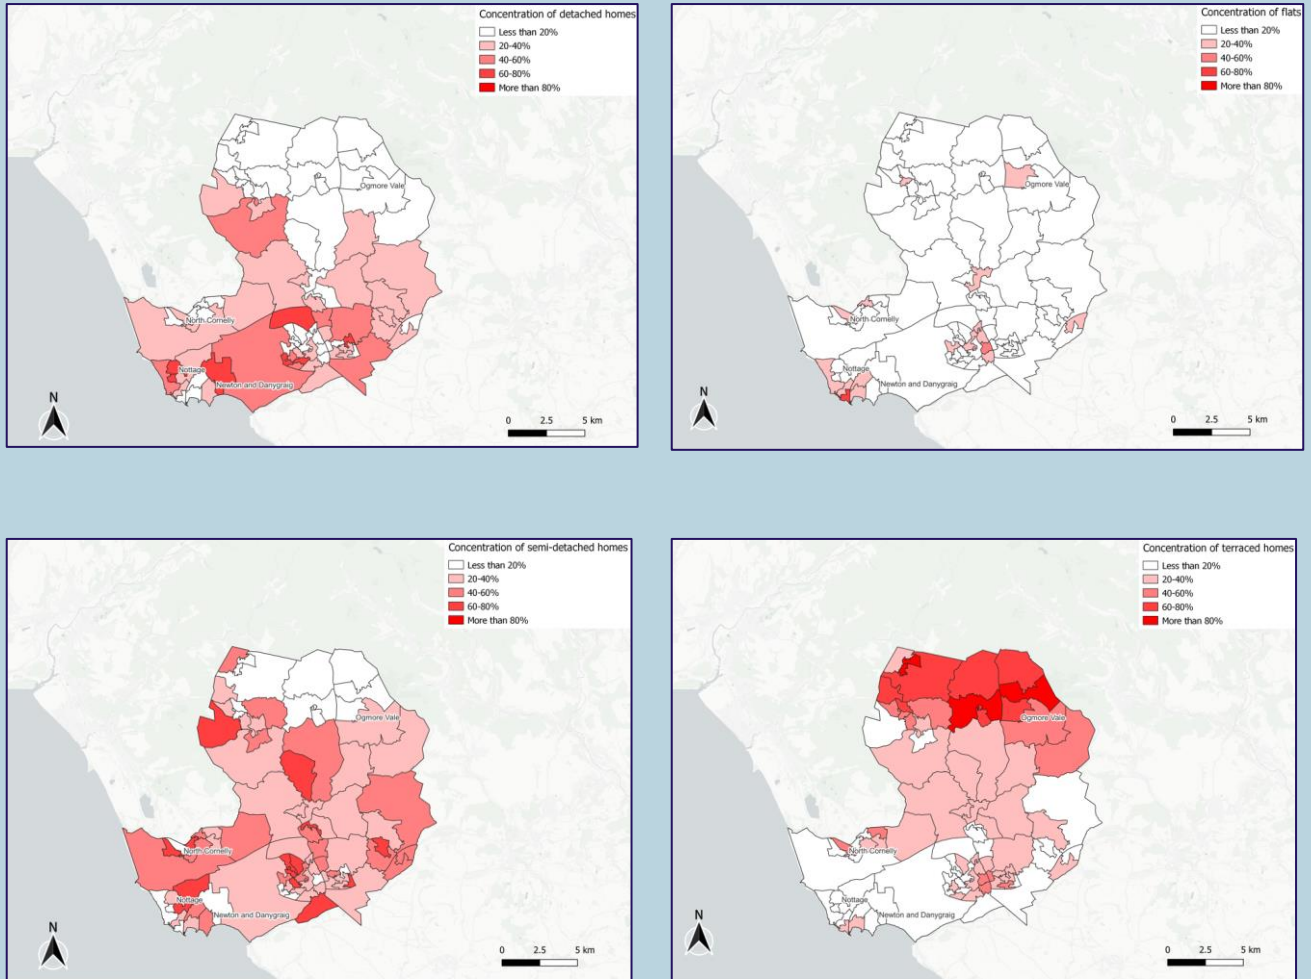 Concentration of detached homes
Less than 20%
20-40%
40-60%
60-80%
More than 80%
Ogmore Vale
North Cornelly
Nottage
Newton and Danygraig
N
0 2.5 5 km
Concentration of flats
Less than 20%
20-40%
40-60%
60-80%
More than 80%
Ogmore Vale
North Cornelly
Nottage
Newton and Danygraig
N
0 2.5 5 km
Concentration of semi-detached homes
Less than 20%
20-40%
40-60%
60-80%
More than 80%
Ogmore Vale
North Cornelly
Nottage
Newton and Danygraig
N
0 2.5 5 km
Concentration of terraced homes
Less than 20%
20-40%
40-60%
60-80%
More than 80%
Ogmore Vale
North Cornelly
Nottage
Newton and Danygraig
N
0 2.5 5 km